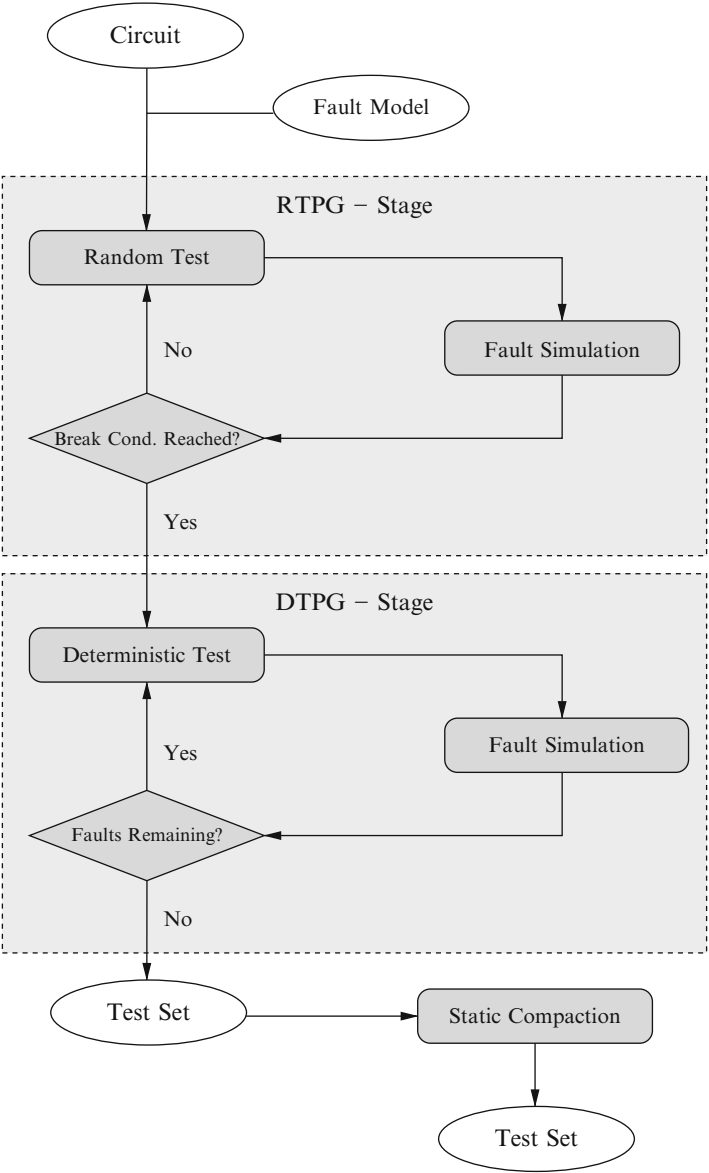 Circuit
Fault Model
RTPG − Stage
Random Test
Fault Simulation
No
Break Cond. Reached?
Yes
DTPG − Stage
Deterministic Test
Fault Simulation
Yes
Faults Remaining?
No
Test Set
Static Compaction
Test Set